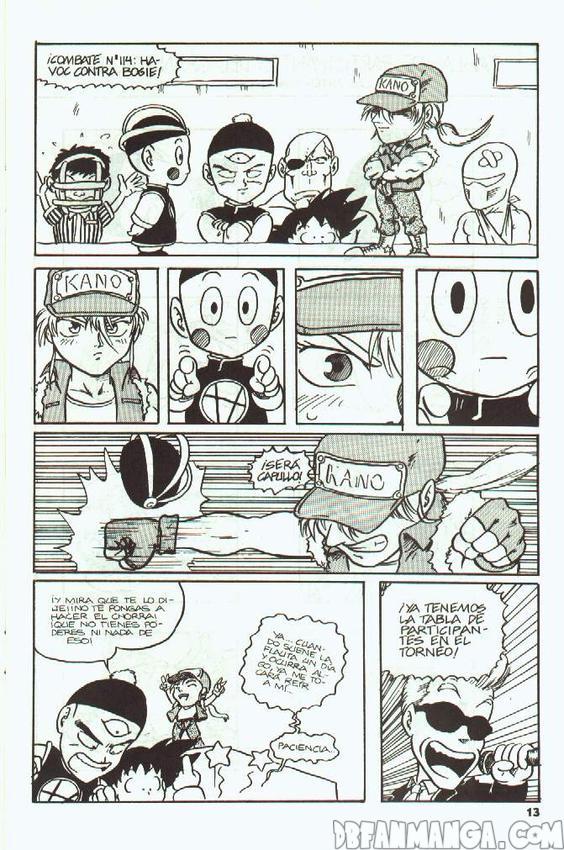 ¡COMBATE Nº114: HA-
VOC CONTRA BOGIE!
KANO
KANO
¡SERÁ
CAPULLO!
KANO
¡Y MIRA QUE TE LO DI-
JE! ¡NO TE PONGAS A
HACER EL CHORRA!
¡QUE NO TIENES PO-
DERES NI NADA DE
ESO!
YA... CUAN-
DO SUENE LA
FLAUTA UN DÍA
Y OCURRA AL-
GO, YA ME TO-
CARÁ REÍR
A MÍ...
PACIENCIA.
¡YA TENEMOS
LA TABLA DE
PARTICIPAN-
TES EN EL
TORNEO!
13
DBFANMANGA.COM